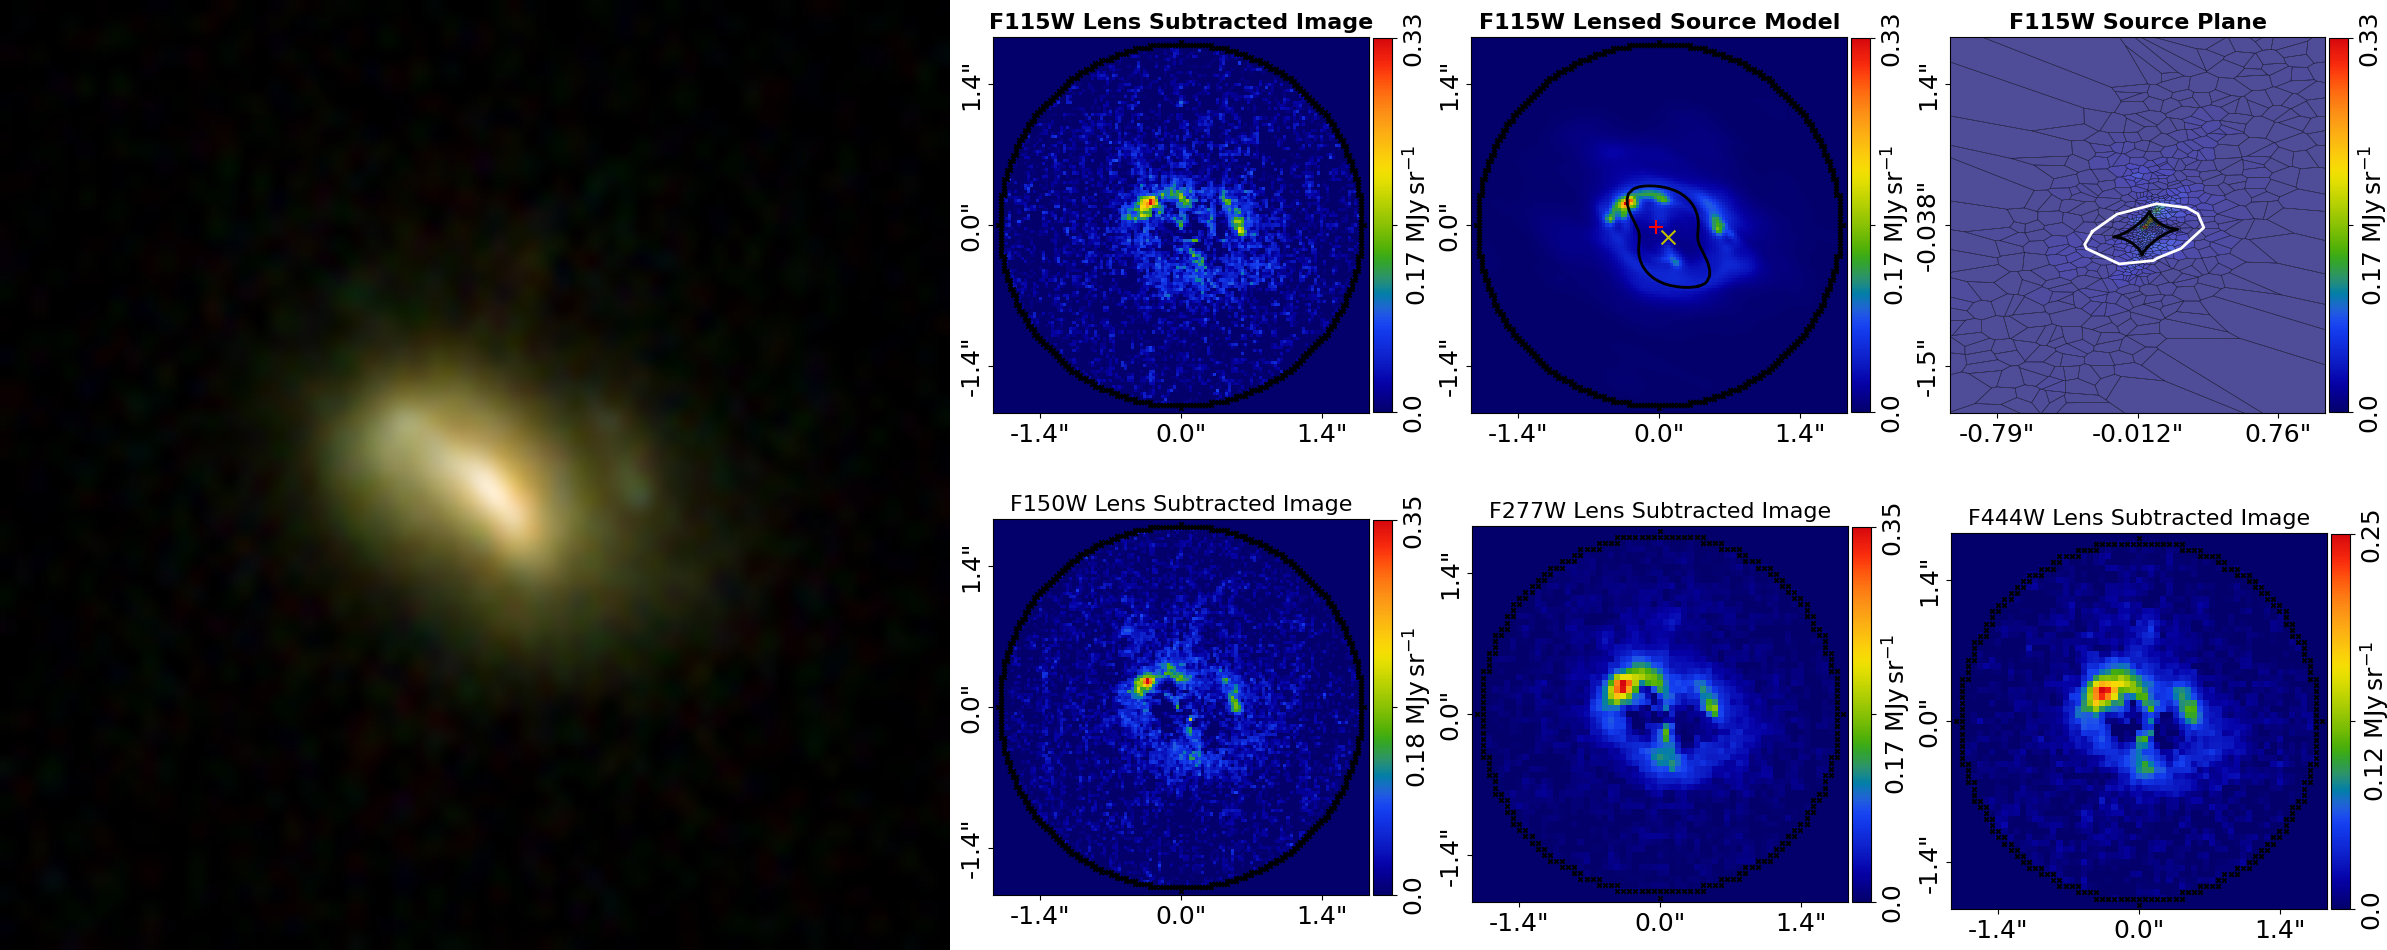 F115W Lens Subtracted Image
1.4"
0.0"
-1.4"
-1.4" 0.0" 1.4"
0.33
0.17 MJy sr⁻¹
0.0
F115W Lensed Source Model
1.4"
0.0"
-1.4"
-1.4" 0.0" 1.4"
0.33
0.17 MJy sr⁻¹
0.0
F115W Source Plane
1.4"
-0.038"
-1.5"
-0.79" -0.012" 0.76"
0.33
0.17 MJy sr⁻¹
0.0
F150W Lens Subtracted Image
1.4"
0.0"
-1.4"
-1.4" 0.0" 1.4"
0.35
0.18 MJy sr⁻¹
0.0
F277W Lens Subtracted Image
1.4"
0.0"
-1.4"
-1.4" 0.0" 1.4"
0.35
0.17 MJy sr⁻¹
0.0
F444W Lens Subtracted Image
1.4"
0.0"
-1.4"
-1.4" 0.0" 1.4"
0.25
0.12 MJy sr⁻¹
0.0